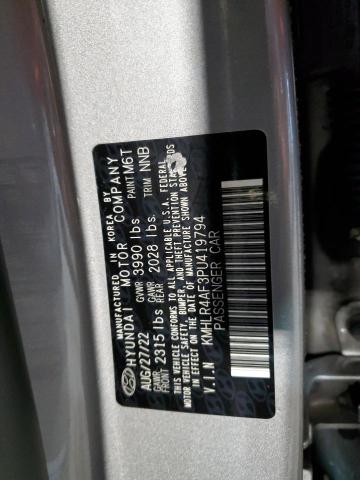 MANUFACTURED IN KOREA BY
HYUNDAI MOTOR COMPANY
AUG/27/22 GVWR 3990 lbs PAINT M6T
GAWR FRONT 2315 lbs GAWR REAR 2028 lbs. TRIM NNB
THIS VEHICLE CONFORMS TO ALL APPLICABLE U.S.A. FEDERAL
MOTOR VEHICLE SAFETY, BUMPER, AND THEFT PREVENTION STANDARDS
IN EFFECT ON THE DATE OF MANUFACTURE SHOWN ABOVE
V.I.N KMHLR4AF3PU419794
PASSENGER CAR